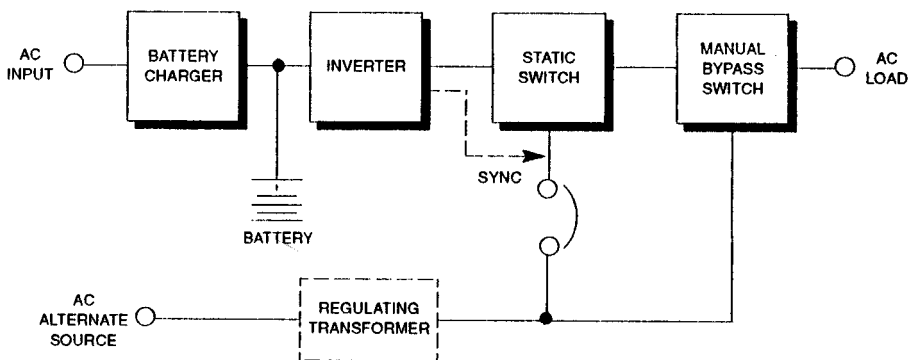 AC
INPUT
BATTERY
CHARGER
INVERTER
STATIC
SWITCH
MANUAL
BYPASS
SWITCH
AC
LOAD
SYNC
BATTERY
AC
ALTERNATE
SOURCE
REGULATING
TRANSFORMER